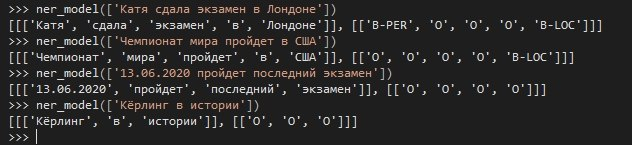 >>> ner_model(['Катя сдала экзамен в Лондоне'])
[[['Катя', 'сдала', 'экзамен', 'в', 'Лондоне']], [['B-PER', 'O', 'O', 'O', 'B-LOC']]]
>>> ner_model(['Чемпионат мира пройдет в США'])
[[['Чемпионат', 'мира', 'пройдет', 'в', 'США']], [['O', 'O', 'O', 'O', 'B-LOC']]]
>>> ner_model(['13.06.2020 пройдет последний экзамен'])
[[['13.06.2020', 'пройдет', 'последний', 'экзамен']], [['O', 'O', 'O', 'O']]]
>>> ner_model(['Кёрлинг в истории'])
[[['Кёрлинг', 'в', 'истории']], [['O', 'O', 'O']]]
>>>